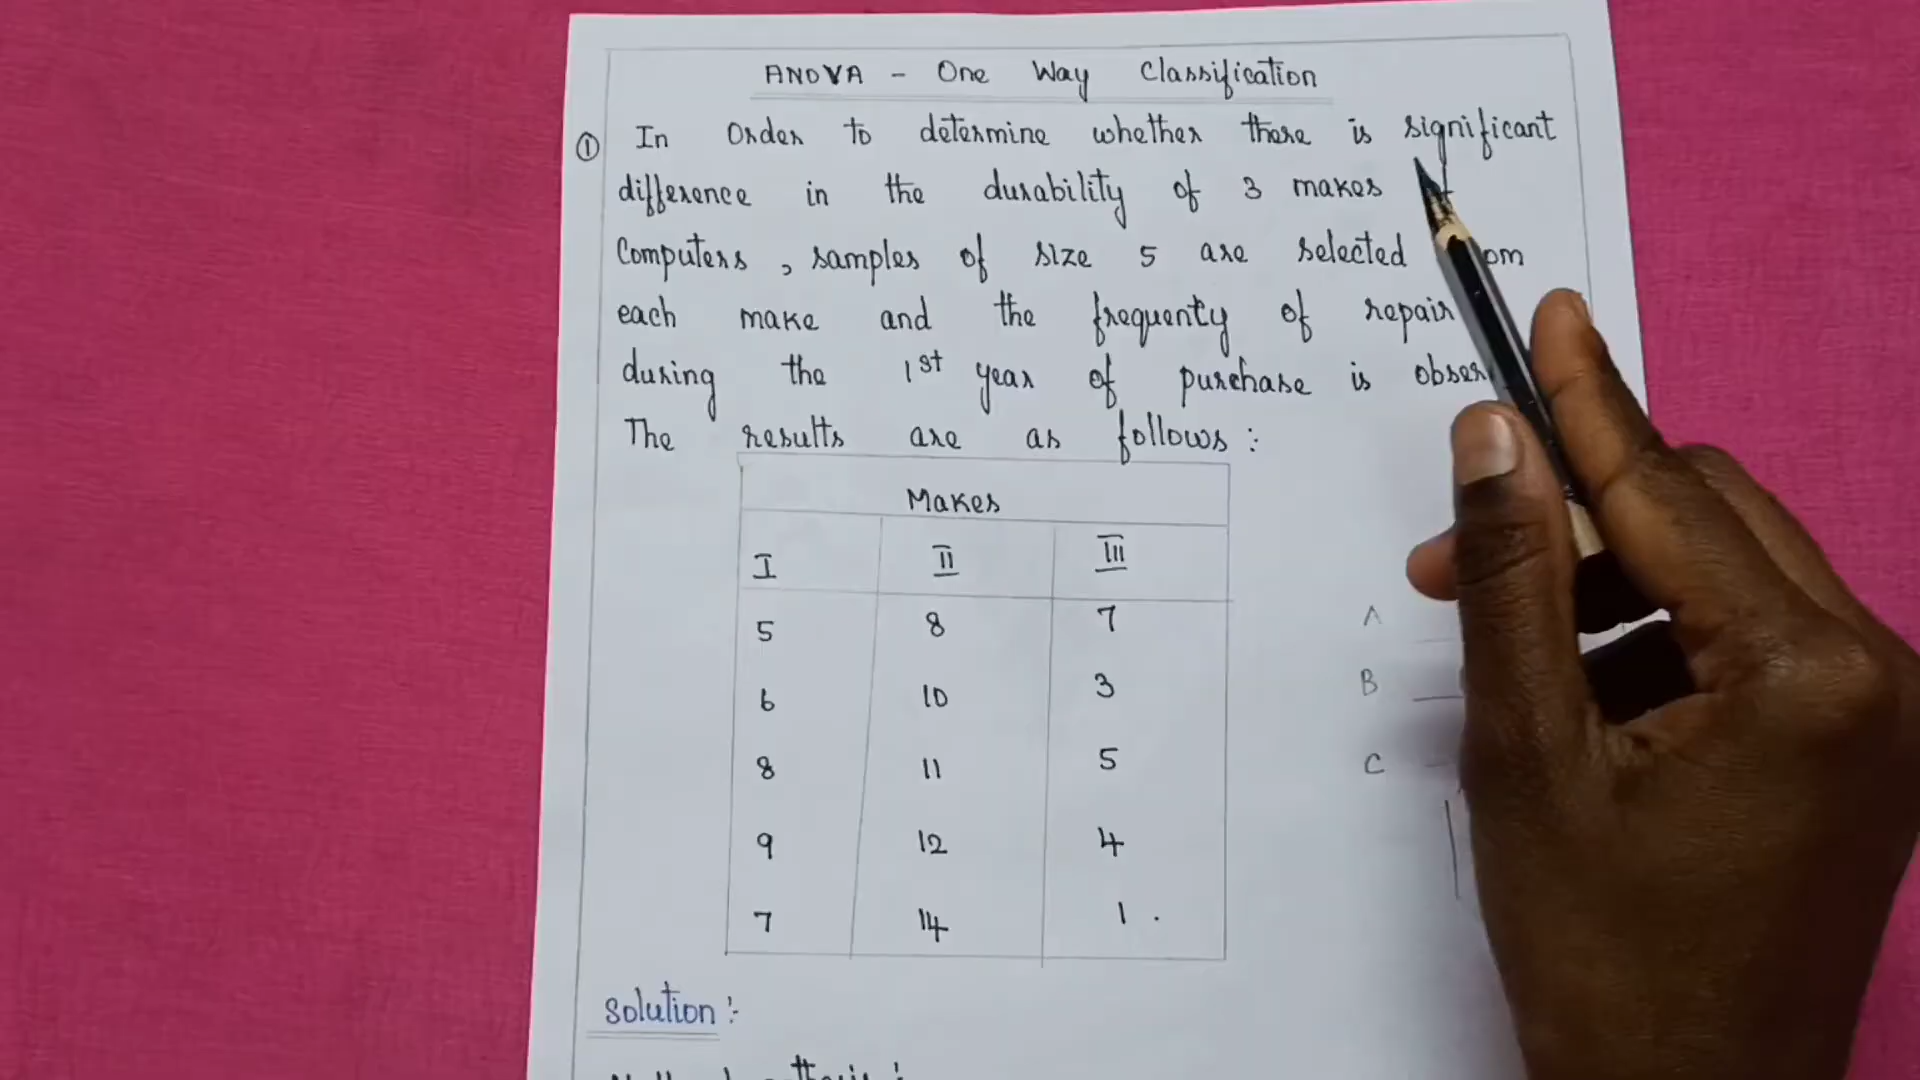 ANOVA - One Way Classification
① In Order to determine whether there is significant
difference in the durability of 3 makes
Computers, samples of size 5 are selected
each make and the frequenty of repair
during the 1st year of purchase is
The results are as follows :
Makes
I II III
5 8 7
6 10 3
8 11 5
9 12 4
7 14 1 .
A
B
C
Solution :-